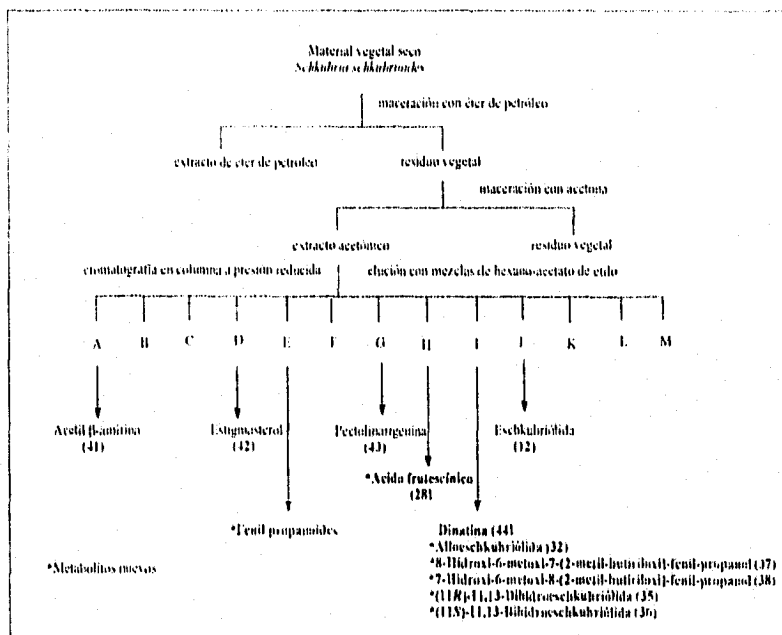 Material vegetal seco
Schkuhria schkuhrioides
maceración con éter de petróleo
extracto de éter de petróleo
residuo vegetal
maceración con acetona
extracto acetónico
residuo vegetal
cromatografía en columna a presión reducida
elución con mezclas de hexano-acetato de etilo
A B C D E F G H I J K L M
Acetil β-amirina
(41)
Estigmasterol
(42)
Pectolinargenina
(43)
Eschkuhriólida
(12)
*Acido frutescínico
(28)
*Fenil propanoides
Dinatina (44)
*Alloeschkuhriólida (32)
*8-Hidroxi-6-metoxi-7-(2-metil-butiriloxi)-fenil-propanol (37)
*7-Hidroxi-6-metoxi-8-(2-metil-butiriloxi)-fenil-propanol (38)
*(11R)-11,13-Dihidroeschkuhriólida (35)
*(11S)-11,13-Dihidroeschkuhriólida (36)
*Metabolitos nuevos